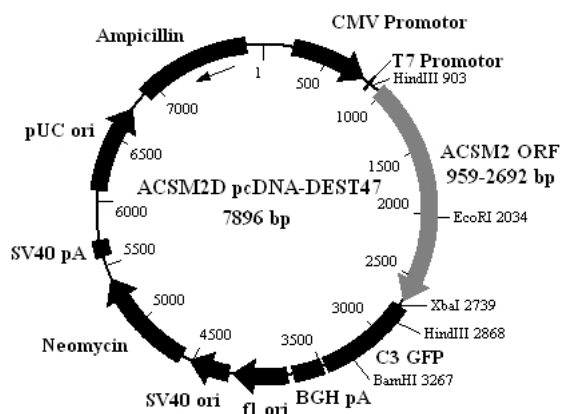 CMV Promotor
Ampicillin
T7 Promotor
1
500
HindIII 903
7000
1000
pUC ori
6500
1500
ACSM2 ORF
959-2692 bp
ACSM2D pcDNA-DEST47
7896 bp
6000
2000
EcoRI 2034
SV40 pA
5500
2500
XbaI 2739
5000
3000
HindIII 2868
4500
3500
Neomycin
C3 GFP
BamHI 3267
SV40 ori
f1 ori
BGH pA